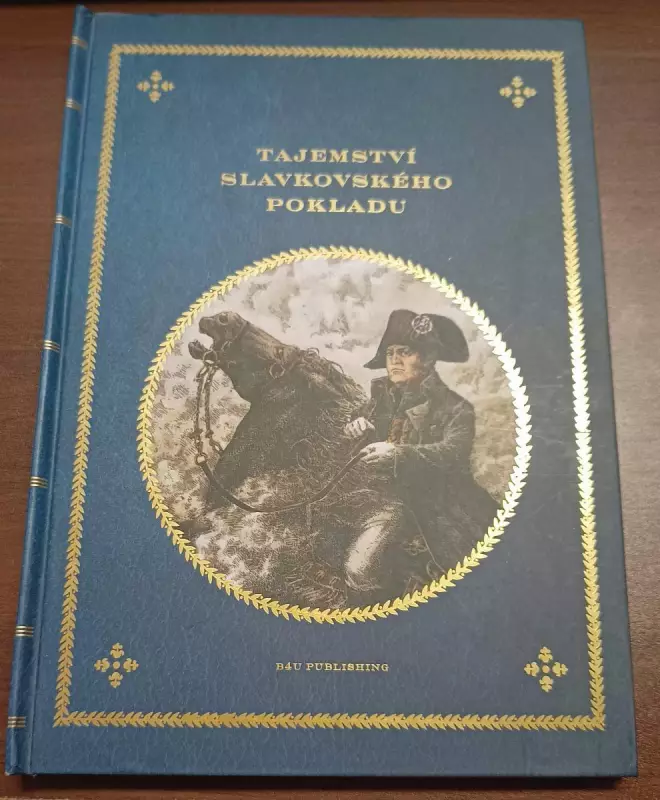 TAJEMSTVÍ
SLAVKOVSKÉHO
POKLADU
B4U PUBLISHING